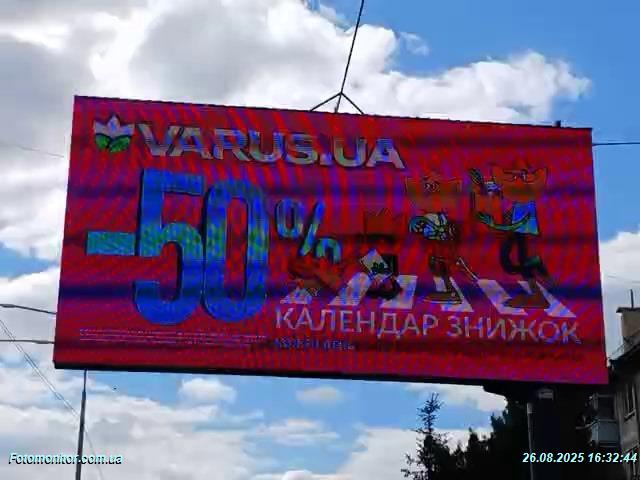 VARUS.UA
-50%
КАЛЕНДАР ЗНИЖОК
Fotomonitor.com.ua
26.08.2025 16:32:44